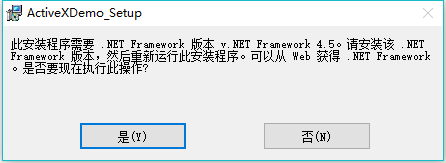 ActiveXDemo_Setup
此安装程序需要 .NET Framework 版本 v.NET Framework 4.5。请安装该 .NET
Framework 版本，然后重新运行此安装程序。可以从 Web 获得 .NET Framework
。是否要现在执行此操作?
是(Y)
否(N)